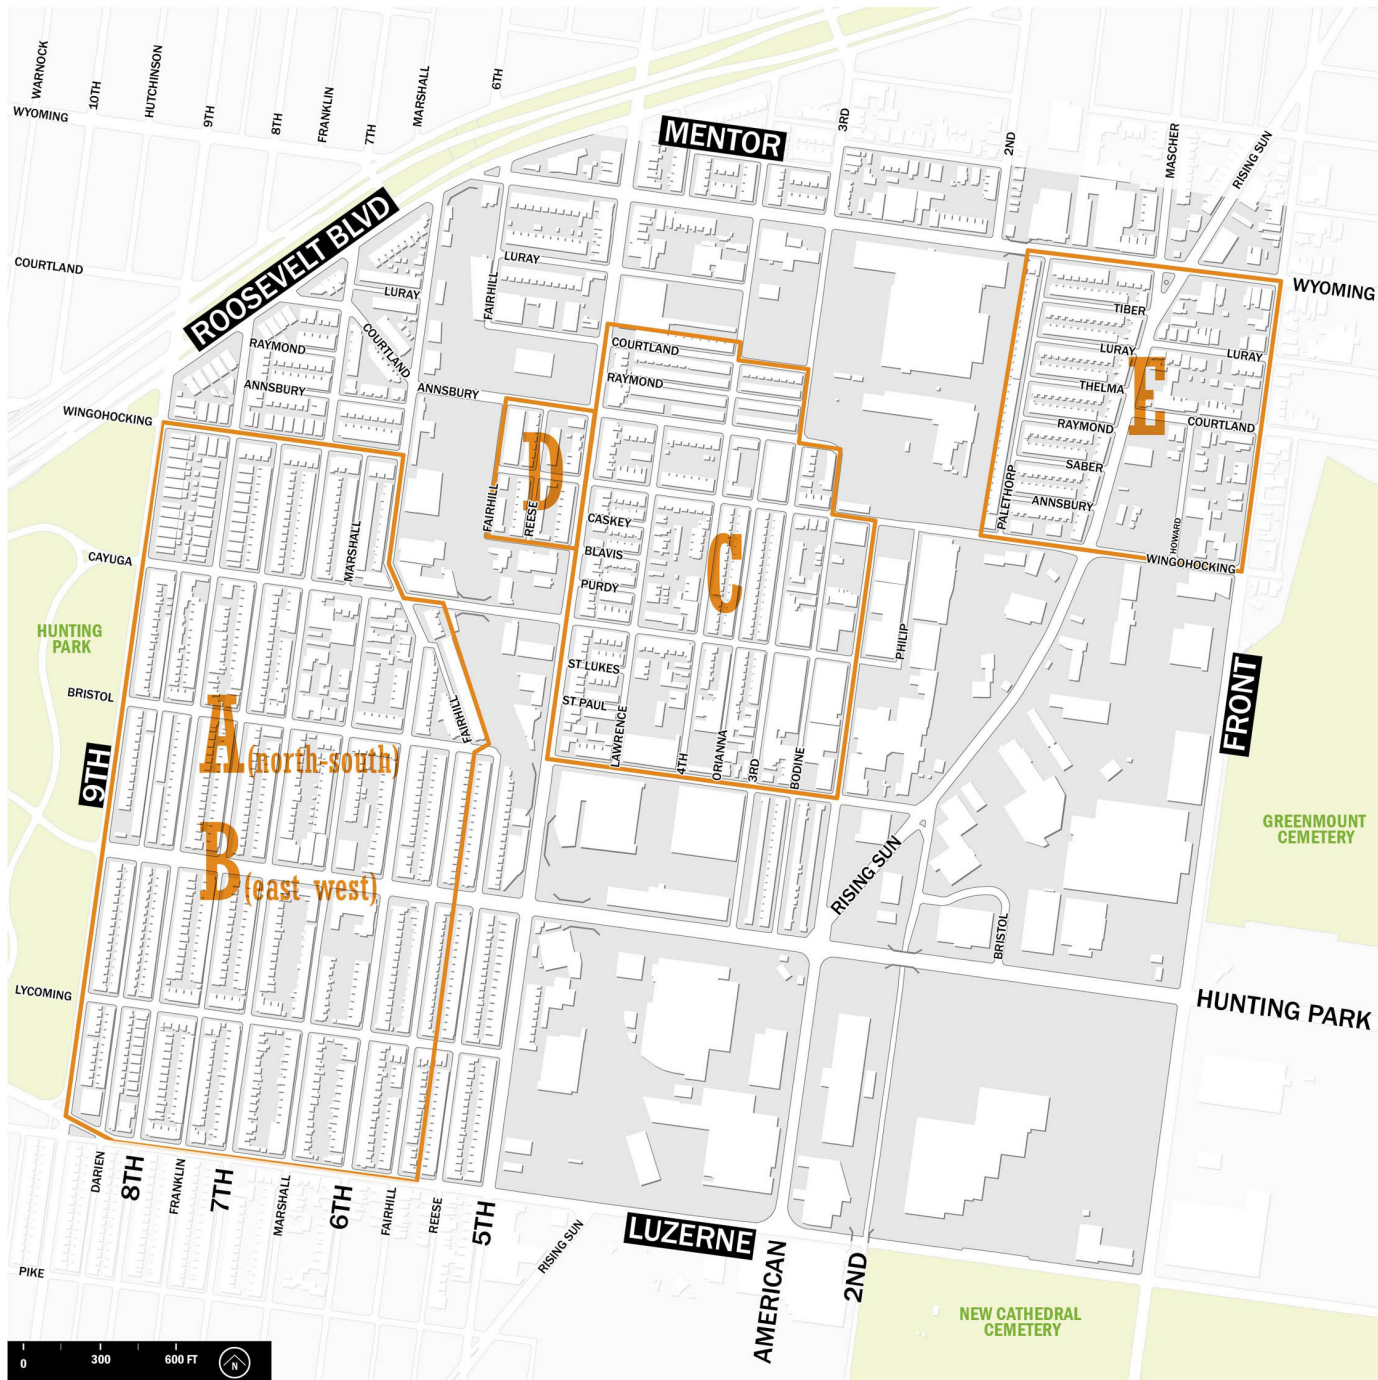 WARNOCK
10TH
HUTCHINSON
9TH
8TH
FRANKLIN
7TH
MARSHALL
6TH
WYOMING
MENTOR
3RD
2ND
MASCHER
RISING SUN
ROOSEVELT BLVD
COURTLAND
LURAY
FAIRHILL
LURAY
COURTLAND
RAYMOND
ANNSBURY
ANNSBURY
WINGOHOCKING
WYOMING
TIBER
LURAY
LURAY
THELMA
E
RAYMOND
COURTLAND
SABER
PALETHORP
ANNSBURY
HOWARD
WINGOHOCKING
COURTLAND
RAYMOND
D
FAIRHILL
REESE
CASKEY
BLAVIS
PURDY
C
ST LUKES
ST PAUL
LAWRENCE
4TH
ORIANNA
3RD
BODINE
PHILIP
MARSHALL
CAYUGA
HUNTING
PARK
BRISTOL
FAIRHILL
A (north-south)
B (east west)
9TH
FRONT
GREENMOUNT
CEMETERY
RISING SUN
BRISTOL
LYCOMING
HUNTING PARK
DARIEN
8TH
FRANKLIN
7TH
MARSHALL
6TH
FAIRHILL
REESE
5TH
RISING SUN
LUZERNE
AMERICAN
2ND
PIKE
NEW CATHEDRAL
CEMETERY
0 300 600 FT
N